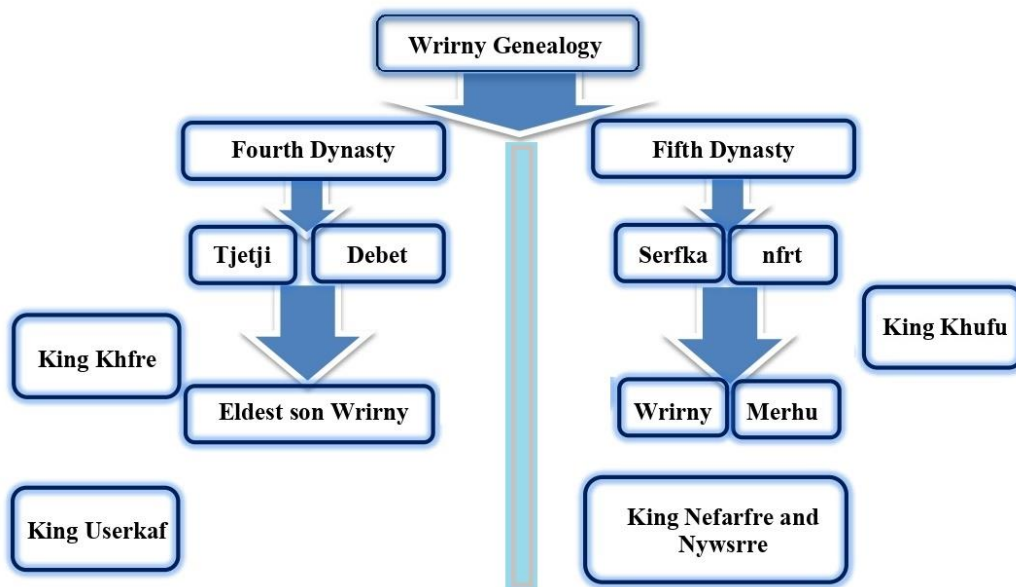 Wrirny Genealogy
Fourth Dynasty
Fifth Dynasty
Tjetji
Debet
Serfka
nfrt
King Khfre
King Khufu
Eldest son Wrirny
Wrirny
Merhu
King Userkaf
King Nefarfre and
Nywsrre